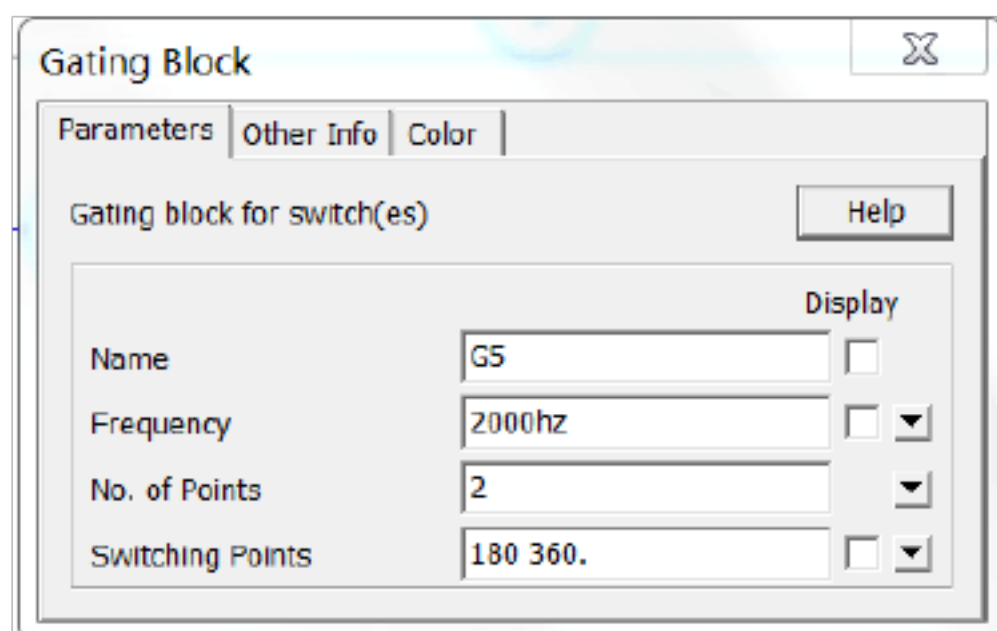 Gating Block
Parameters Other Info Color
Gating block for switch(es) Help
Display
Name G5
Frequency 2000hz
No. of Points 2
Switching Points 180 360.